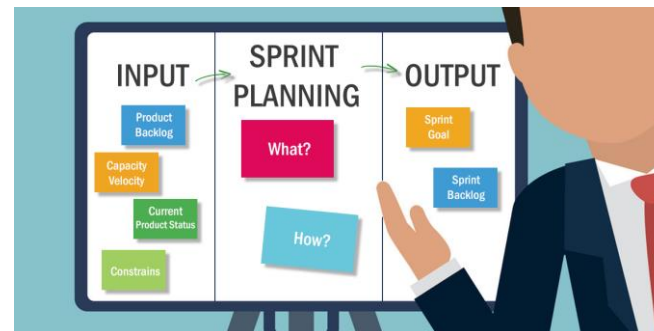 INPUT
Product
Backlog
Capacity
Velocity
Current
Product Status
Constrains
SPRINT
PLANNING
What?
How?
OUTPUT
Sprint
Goal
Sprint
Backlog